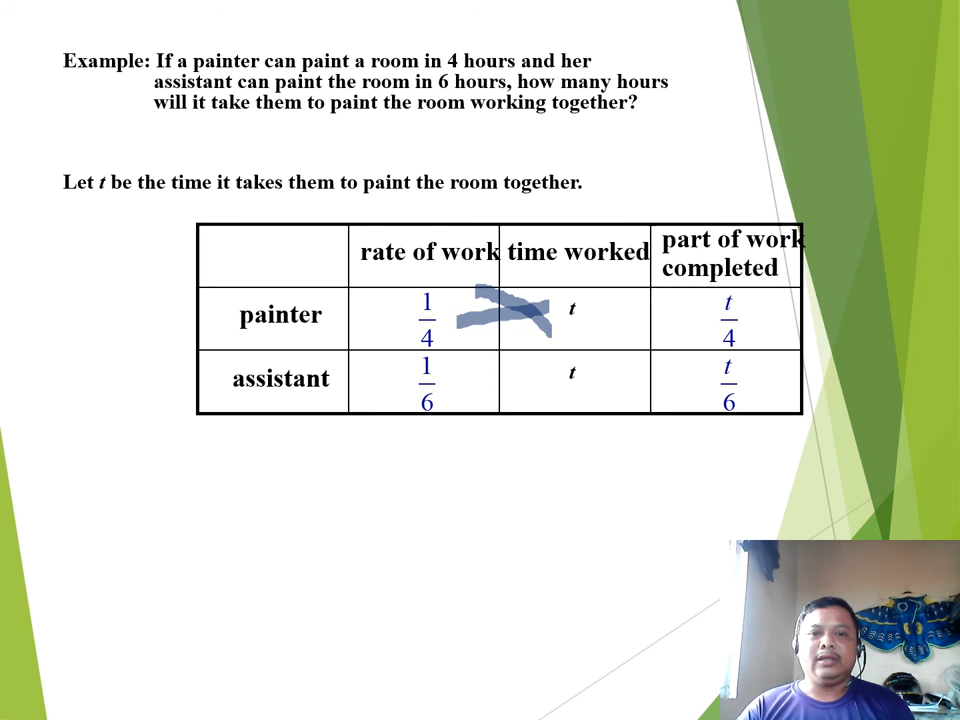 Example: If a painter can paint a room in 4 hours and her
assistant can paint the room in 6 hours, how many hours
will it take them to paint the room working together?
Let t be the time it takes them to paint the room together.
rate of work time worked part of work completed
painter 1/4 t t/4
assistant 1/6 t t/6